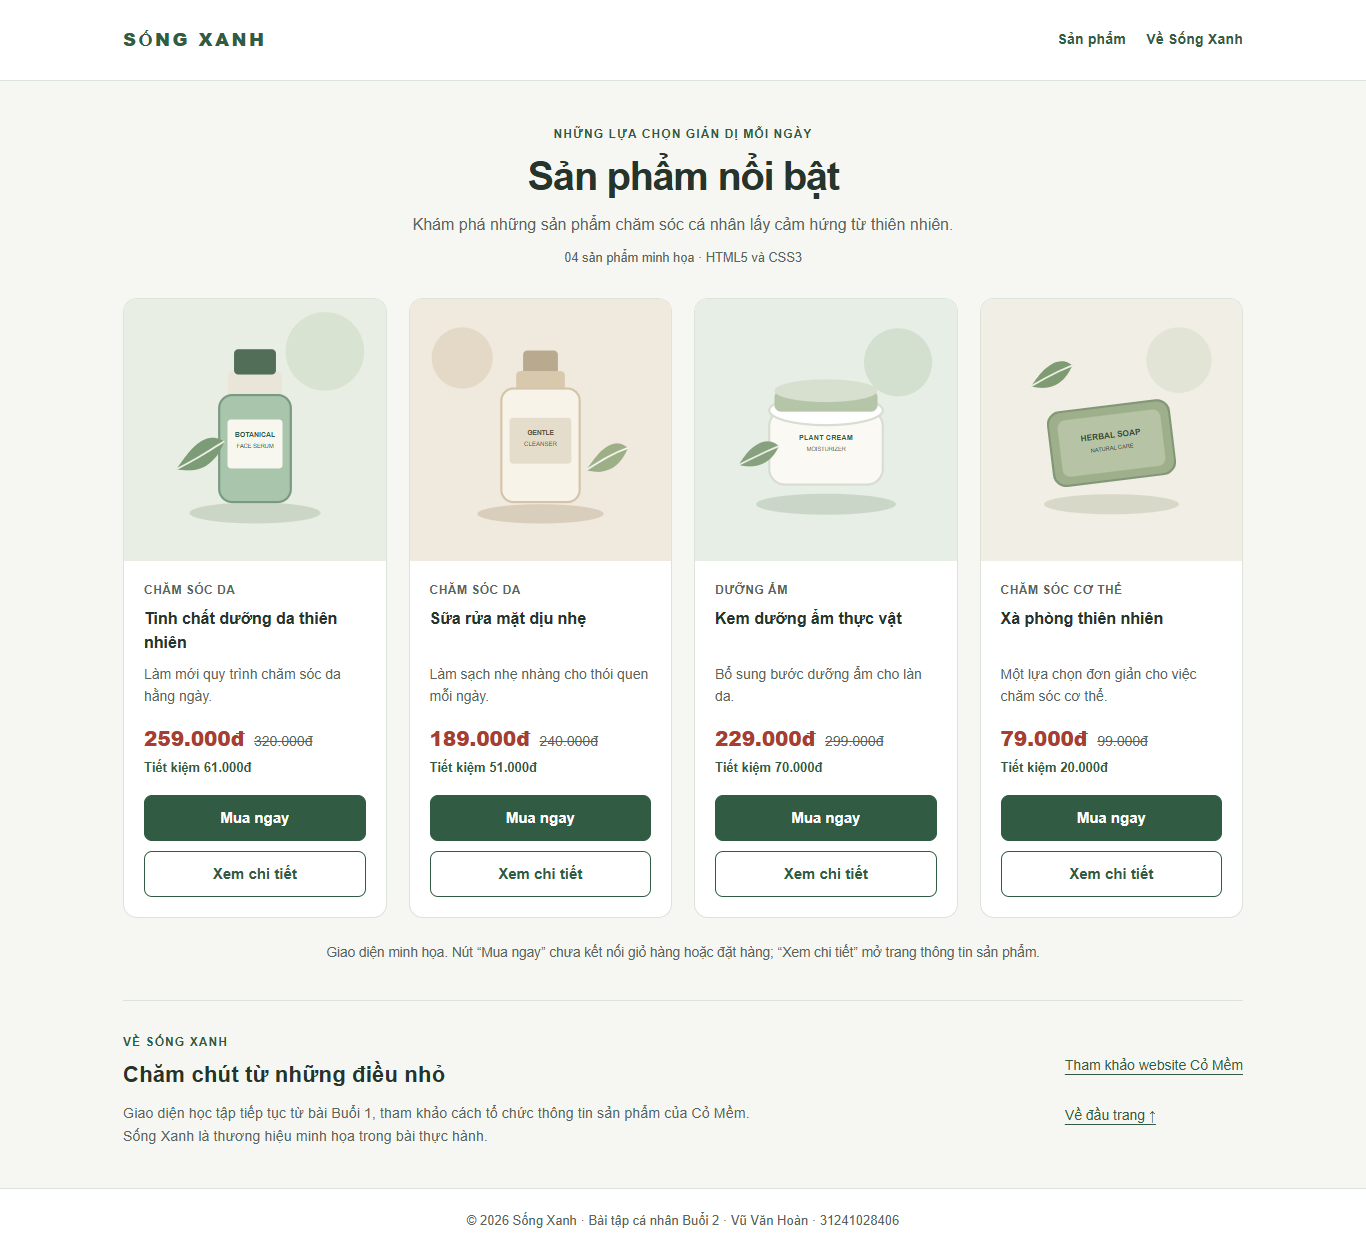 SỐNG XANH
Sản phẩm Về Sống Xanh
NHỮNG LỰA CHỌN GIẢN DỊ MỖI NGÀY
Sản phẩm nổi bật
Khám phá những sản phẩm chăm sóc cá nhân lấy cảm hứng từ thiên nhiên.
04 sản phẩm minh họa · HTML5 và CSS3
BOTANICAL
FACE SERUM
GENTLE
CLEANSER
PLANT CREAM
MOISTURIZER
HERBAL SOAP
NATURAL CARE
CHĂM SÓC DA
Tinh chất dưỡng da thiên
nhiên
Làm mới quy trình chăm sóc da
hằng ngày.
259.000đ 320.000đ
Tiết kiệm 61.000đ
Mua ngay
Xem chi tiết
CHĂM SÓC DA
Sữa rửa mặt dịu nhẹ
Làm sạch nhẹ nhàng cho thói quen
mỗi ngày.
189.000đ 240.000đ
Tiết kiệm 51.000đ
Mua ngay
Xem chi tiết
DƯỠNG ẨM
Kem dưỡng ẩm thực vật
Bổ sung bước dưỡng ẩm cho làn
da.
229.000đ 299.000đ
Tiết kiệm 70.000đ
Mua ngay
Xem chi tiết
CHĂM SÓC CƠ THỂ
Xà phòng thiên nhiên
Một lựa chọn đơn giản cho việc
chăm sóc cơ thể.
79.000đ 99.000đ
Tiết kiệm 20.000đ
Mua ngay
Xem chi tiết
Giao diện minh họa. Nút “Mua ngay” chưa kết nối giỏ hàng hoặc đặt hàng; “Xem chi tiết” mở trang thông tin sản phẩm.
VỀ SỐNG XANH
Chăm chút từ những điều nhỏ
Giao diện học tập tiếp tục từ bài Buổi 1, tham khảo cách tổ chức thông tin sản phẩm của Cỏ Mềm.
Sống Xanh là thương hiệu minh họa trong bài thực hành.
Tham khảo website Cỏ Mềm
Về đầu trang ↑
© 2026 Sống Xanh · Bài tập cá nhân Buổi 2 · Vũ Văn Hoàn · 31241028406